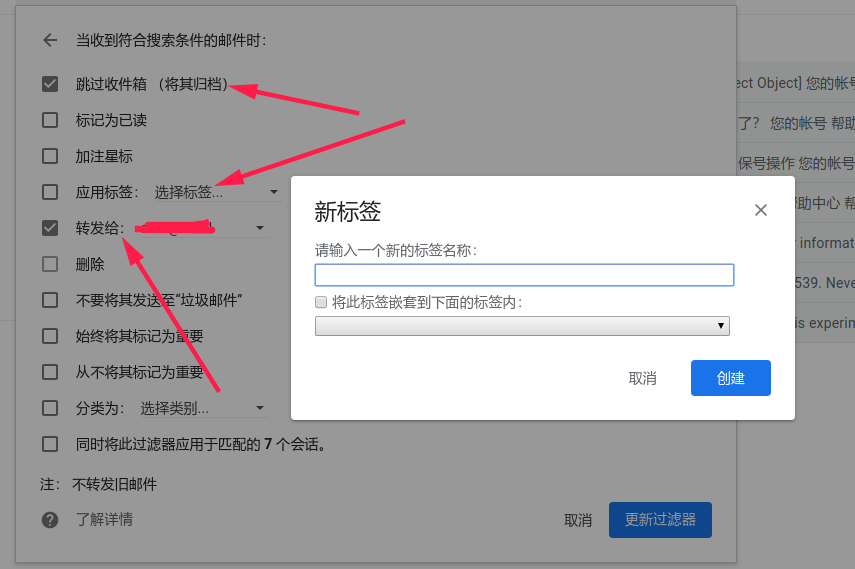 当收到符合搜索条件的邮件时：
跳过收件箱 （将其归档）
标记为已读
加注星标
应用标签： 选择标签...
转发给：
删除
不要将其发送至“垃圾邮件”
始终将其标记为重要
从不将其标记为重要
分类为： 选择类别...
同时将此过滤器应用于匹配的 7 个会话。
注： 不转发旧邮件
了解详情
取消
更新过滤器
新标签
请输入一个新的标签名称：
将此标签嵌套到下面的标签内：
取消
创建
ect Object] 您的帐号
了？ 您的帐号 帮助
保号操作 您的帐号
帮助中心 帮
informat
539. Neve
is experim